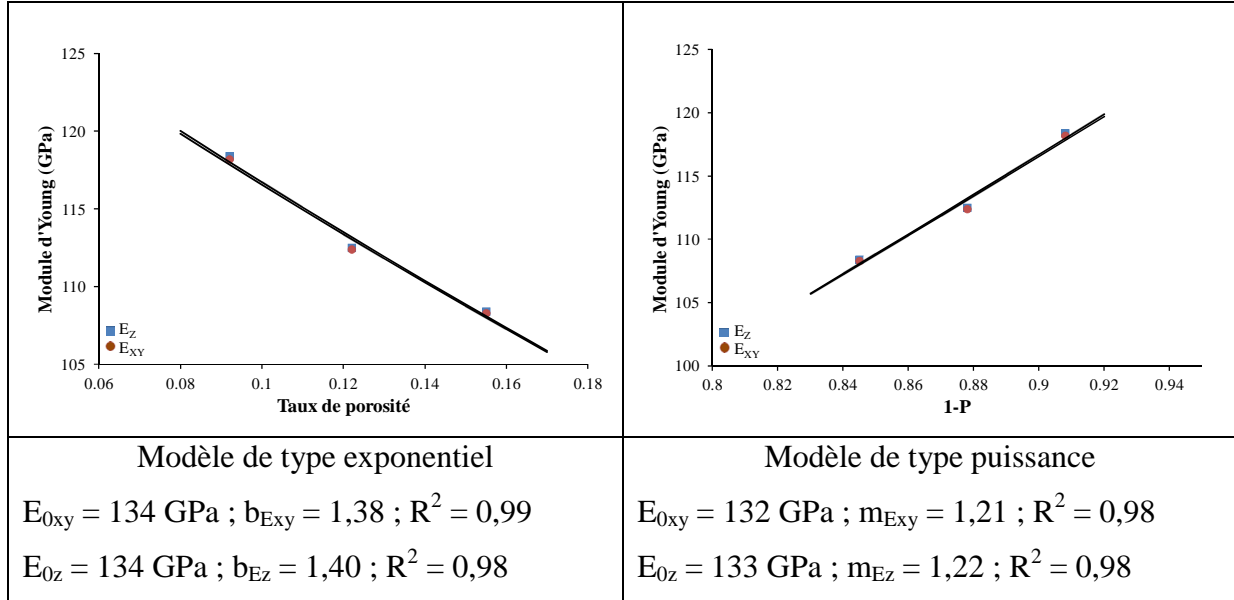 125
120
115
110
105
0.06 0.08 0.1 0.12 0.14 0.16 0.18
Module d'Young (GPa)
Taux de porosité
E_Z
E_XY
125
120
115
110
105
100
0.8 0.82 0.84 0.86 0.88 0.9 0.92 0.94
Module d'Young (GPa)
1-P
E_Z
E_XY
Modèle de type exponentiel
E_0xy = 134 GPa ; b_Exy = 1,38 ; R² = 0,99
E_0z = 134 GPa ; b_Ez = 1,40 ; R² = 0,98
Modèle de type puissance
E_0xy = 132 GPa ; m_Exy = 1,21 ; R² = 0,98
E_0z = 133 GPa ; m_Ez = 1,22 ; R² = 0,98